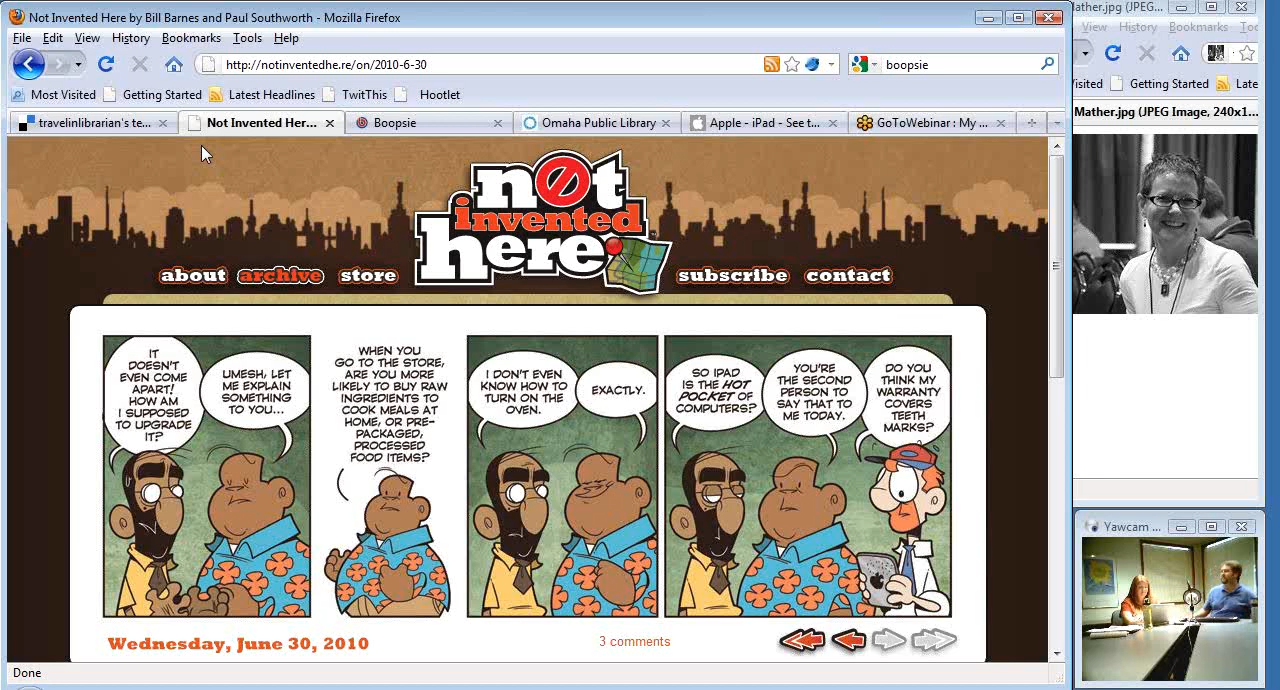 Not Invented Here by Bill Barnes and Paul Southworth - Mozilla Firefox
File Edit View History Bookmarks Tools Help
http://notinventedhe.re/on/2010-6-30
boopsie
Most Visited Getting Started Latest Headlines TwitThis Hootlet
travelinlibrarian's te...
Not Invented Her...
Boopsie
Omaha Public Library
Apple - iPad - See t...
GoToWebinar : My ...
not
invented
here
about archive store subscribe contact
IT
DOESN'T
EVEN COME
APART!
HOW AM
I SUPPOSED
TO UPGRADE
IT?
UMESH, LET
ME EXPLAIN
SOMETHING
TO YOU...
WHEN YOU
GO TO THE STORE,
ARE YOU MORE
LIKELY TO BUY RAW
INGREDIENTS TO
COOK MEALS AT
HOME, OR PRE-
PACKAGED,
PROCESSED
FOOD ITEMS?
I DON'T EVEN
KNOW HOW TO
TURN ON THE
OVEN.
EXACTLY.
SO IPAD
IS THE HOT
POCKET OF
COMPUTERS?
YOU'RE
THE SECOND
PERSON TO
SAY THAT TO
ME TODAY.
DO YOU
THINK MY
WARRANTY
COVERS
TEETH
MARKS?
Wednesday, June 30, 2010
3 comments
Done
Mather.jpg (JPEG...
View History Bookmarks Too
isited Getting Started Late
Mather.jpg (JPEG Image, 240x1...
Yawcam ...